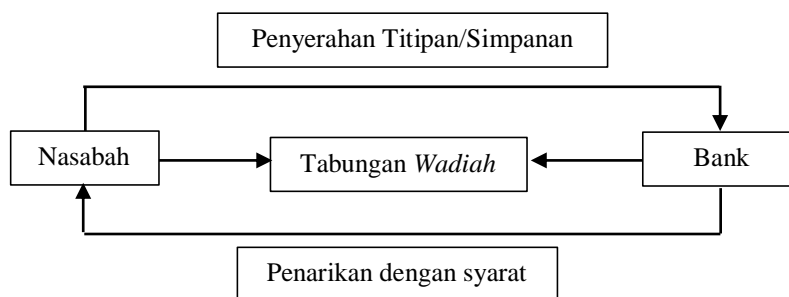 Penyerahan Titipan/Simpanan
Nasabah
Tabungan Wadiah
Bank
Penarikan dengan syarat